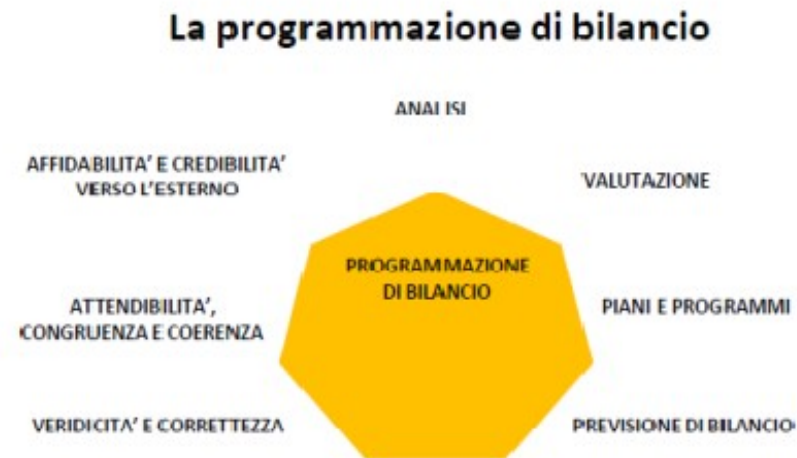 La programmazione di bilancio
ANALISI
AFFIDABILITA' E CREDIBILITA'
VERSO L'ESTERNO
VALUTAZIONE
PROGRAMMAZIONE
DI BILANCIO
ATTENDIBILITA',
CONGRUENZA E COERENZA
PIANI E PROGRAMMI
VERIDICITA' E CORRETTEZZA
PREVISIONE DI BILANCIO